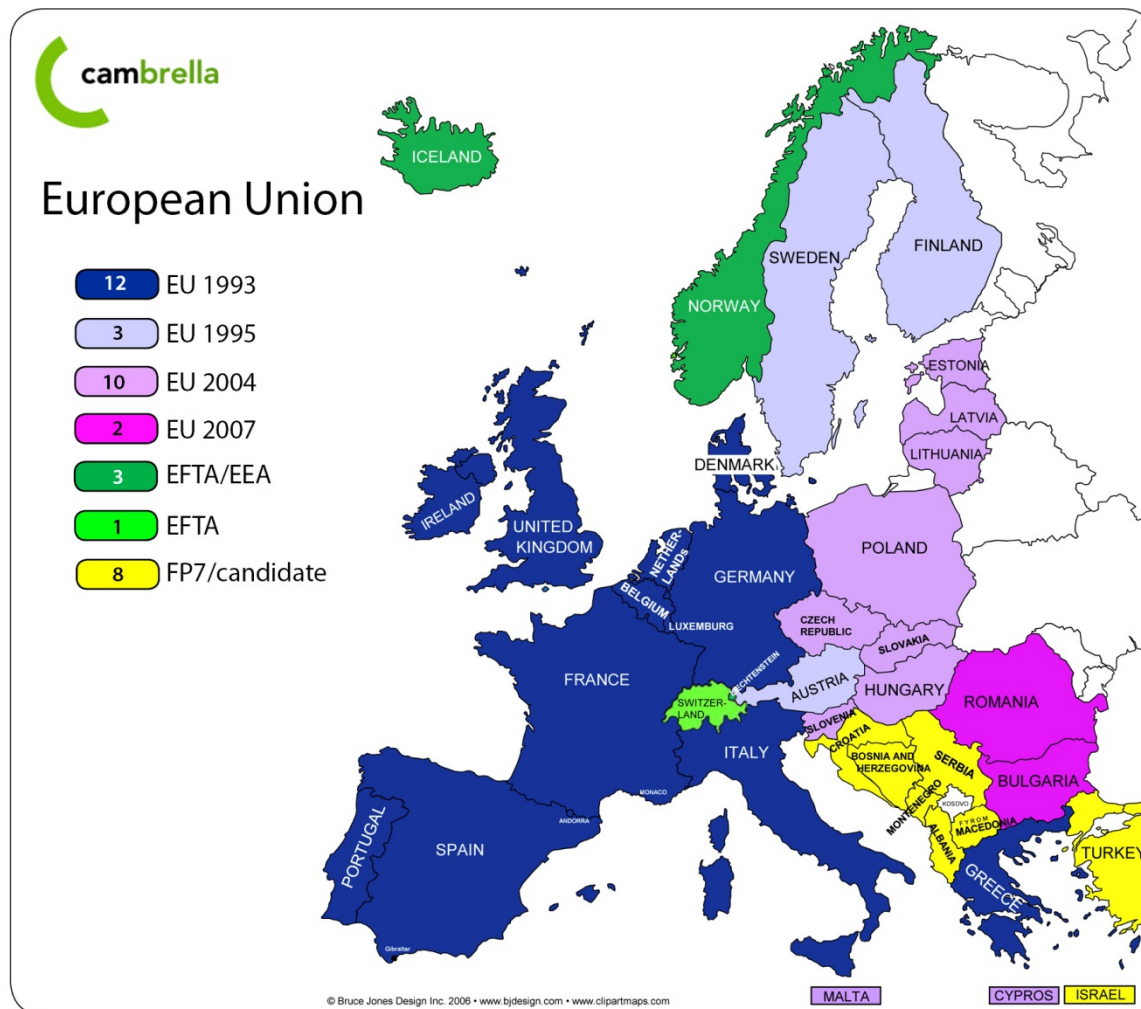 cambrella
European Union
12 EU 1993
3 EU 1995
10 EU 2004
2 EU 2007
3 EFTA/EEA
1 EFTA
8 FP7/candidate
ICELAND
NORWAY
SWEDEN
FINLAND
ESTONIA
LATVIA
LITHUANIA
DENMARK
IRELAND
UNITED
KINGDOM
NETHER-
LANDs
BELGIUM
LUXEMBURG
GERMANY
POLAND
CZECH
REPUBLIC
SLOVAKIA
LIECHTENSTEIN
AUSTRIA
HUNGARY
FRANCE
SWITZER-
LAND
SLOVENIA
CROATIA
ROMANIA
ITALY
BOSNIA AND
HERZEGOVINA
SERBIA
BULGARIA
MONACO
MONTENEGRO
KOSOVO
FYROM
MACEDONIA
ANDORRA
ALBANIA
PORTUGAL
SPAIN
TURKEY
GREECE
Gibraltar
© Bruce Jones Design Inc. 2006 • www.bjdesign.com • www.clipartmaps.com
MALTA
CYPROS
ISRAEL